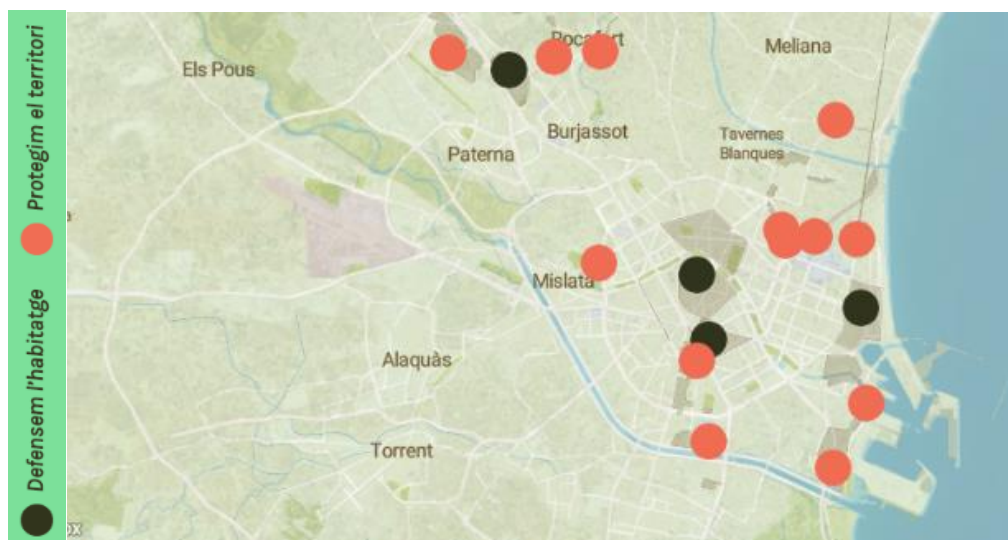 Protegim el territori
Defensem l'habitatge
Rocafort
Meliana
Els Pous
Burjassot
Tavernes
Blanques
Paterna
Mislata
Alaquàs
Torrent